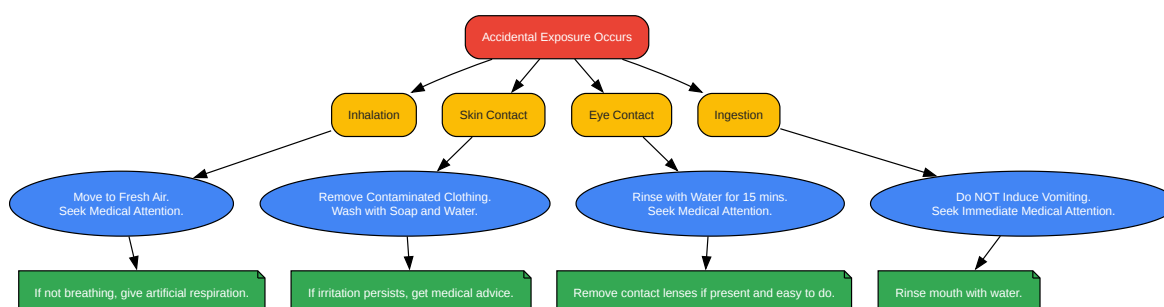 Accidental Exposure Occurs
Inhalation
Skin Contact
Eye Contact
Ingestion
Move to Fresh Air.
Seek Medical Attention.
Remove Contaminated Clothing.
Wash with Soap and Water.
Rinse with Water for 15 mins.
Seek Medical Attention.
Do NOT Induce Vomiting.
Seek Immediate Medical Attention.
If not breathing, give artificial respiration.
If irritation persists, get medical advice.
Remove contact lenses if present and easy to do.
Rinse mouth with water.